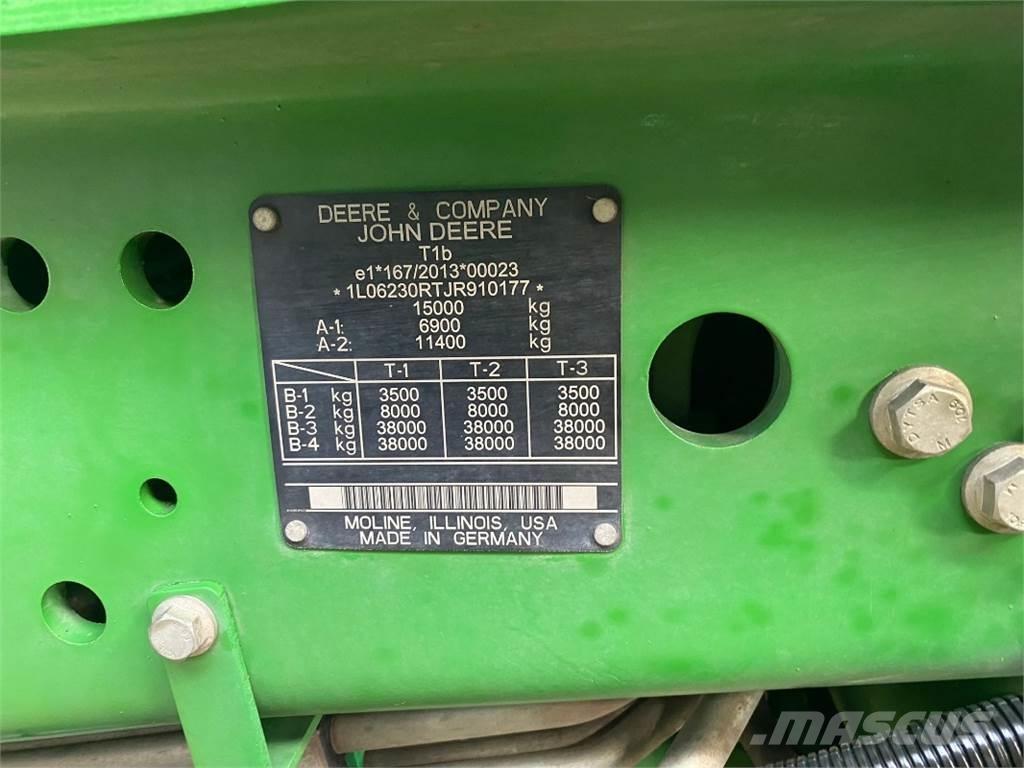 DEERE & COMPANY
JOHN DEERE
T1b
e1*167/2013*00023
* 1L06230RTJR910177 *
15000 kg
A-1: 6900 kg
A-2: 11400 kg
T-1 T-2 T-3
B-1 kg 3500 3500 3500
B-2 kg 8000 8000 8000
B-3 kg 38000 38000 38000
B-4 kg 38000 38000 38000
MOLINE, ILLINOIS, USA
MADE IN GERMANY
MASCUS